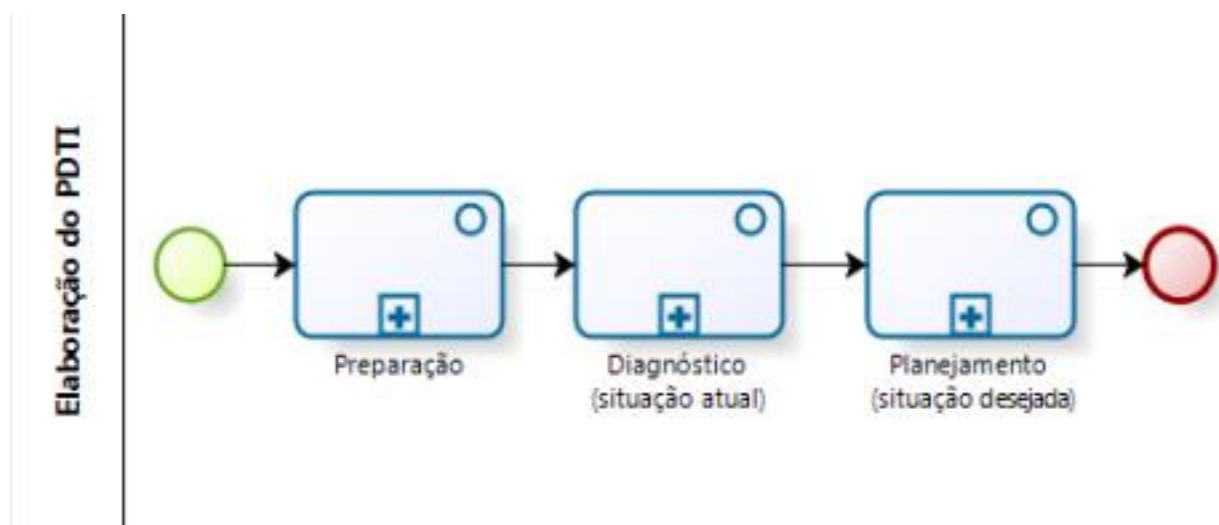 Elaboração do PDTI
Preparação
Diagnóstico
(situação atual)
Planejamento
(situação desejada)